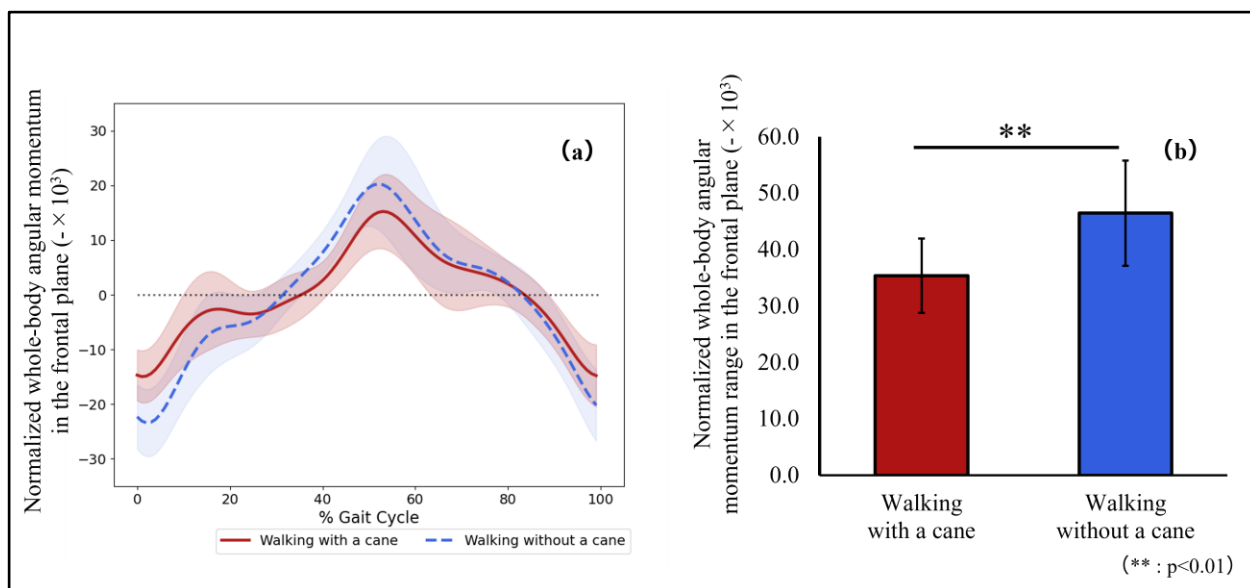 Normalized whole-body angular momentum
in the frontal plane (- × 10³)
(a)
30
20
10
0
−10
−20
−30
0
20
40
60
80
100
% Gait Cycle
Walking with a cane
Walking without a cane
Normalized whole-body angular
momentum range in the frontal plane (- × 10³)
(b)
**
60.0
50.0
40.0
30.0
20.0
10.0
0.0
Walking
with a cane
Walking
without a cane
(** : p<0.01)